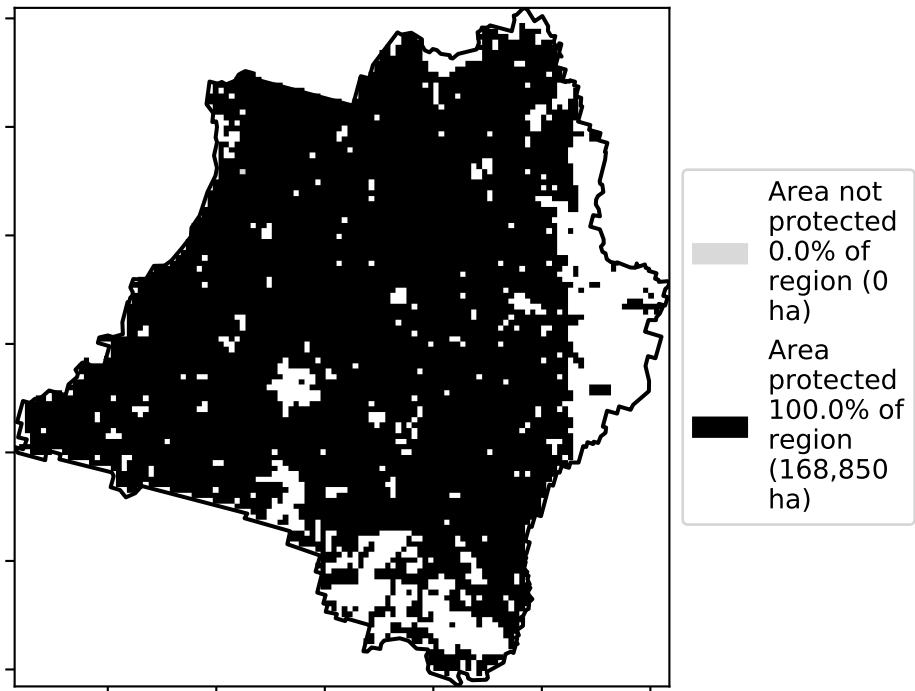 Area not
protected
0.0% of
region (0
ha)
Area
protected
100.0% of
region
(168,850
ha)